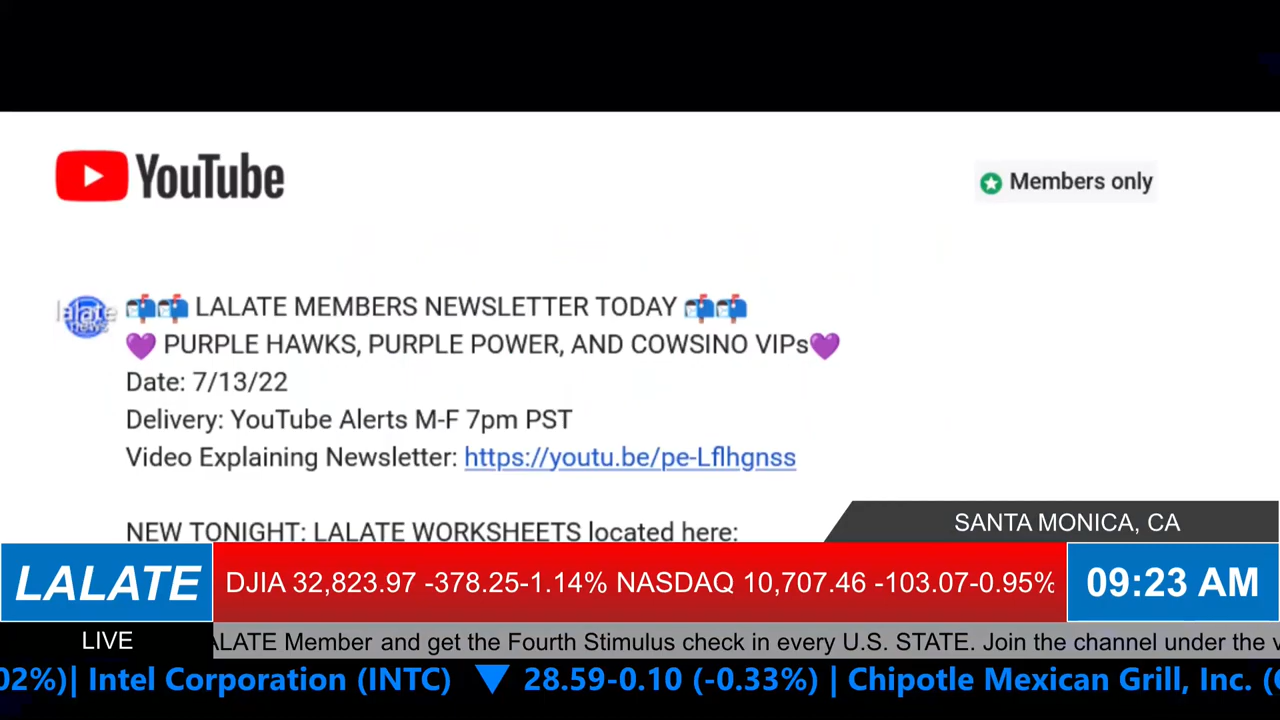 YouTube
Members only
lalate news
📬📬 LALATE MEMBERS NEWSLETTER TODAY 📬📬
💜 PURPLE HAWKS, PURPLE POWER, AND COWSINO VIPs💜
Date: 7/13/22
Delivery: YouTube Alerts M-F 7pm PST
Video Explaining Newsletter: https://youtu.be/pe-Lflhgnss
NEW TONIGHT: LALATE WORKSHEETS located here:
SANTA MONICA, CA
LALATE
DJIA 32,823.97 -378.25-1.14% NASDAQ 10,707.46 -103.07-0.95%
09:23 AM
LIVE
ALATE Member and get the Fourth Stimulus check in every U.S. STATE. Join the channel under the v
02%)| Intel Corporation (INTC) ▼ 28.59-0.10 (-0.33%) | Chipotle Mexican Grill, Inc. (